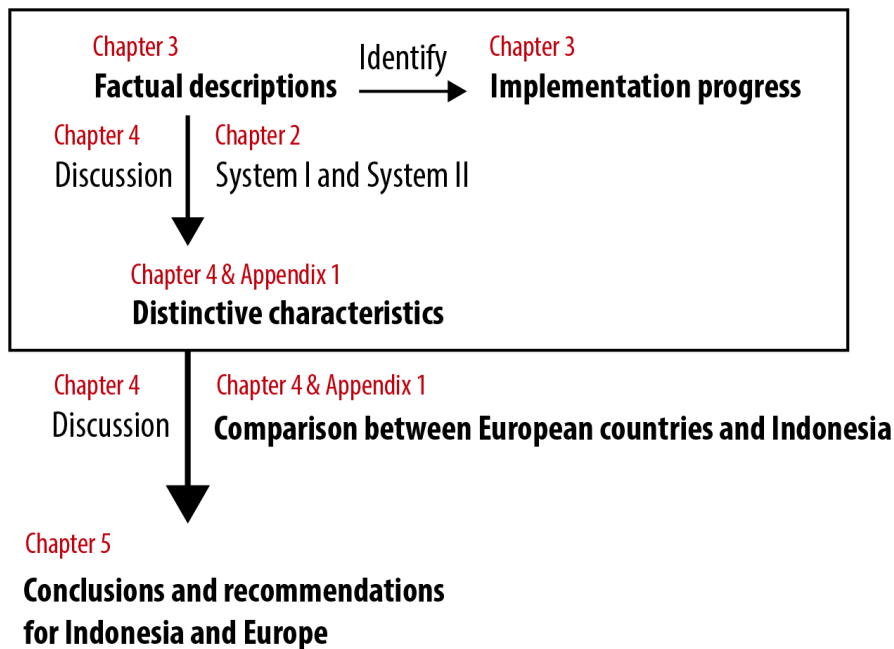 Chapter 3
Factual descriptions
Identify
Chapter 3
Implementation progress
Chapter 4
Discussion
Chapter 2
System I and System II
Chapter 4 & Appendix 1
Distinctive characteristics
Chapter 4
Discussion
Chapter 4 & Appendix 1
Comparison between European countries and Indonesia
Chapter 5
Conclusions and recommendations
for Indonesia and Europe